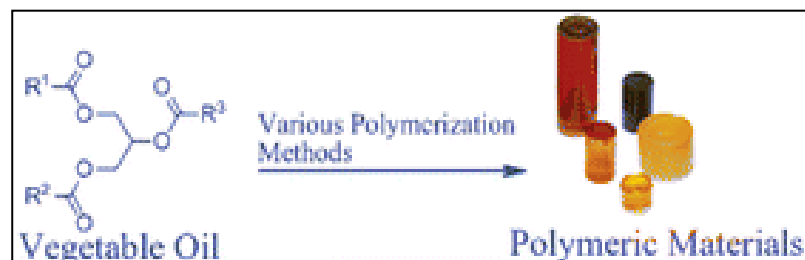 R¹
O
O
O
R³
O
Various Polymerization
Methods
R²
O
O
Vegetable Oil
Polymeric Materials